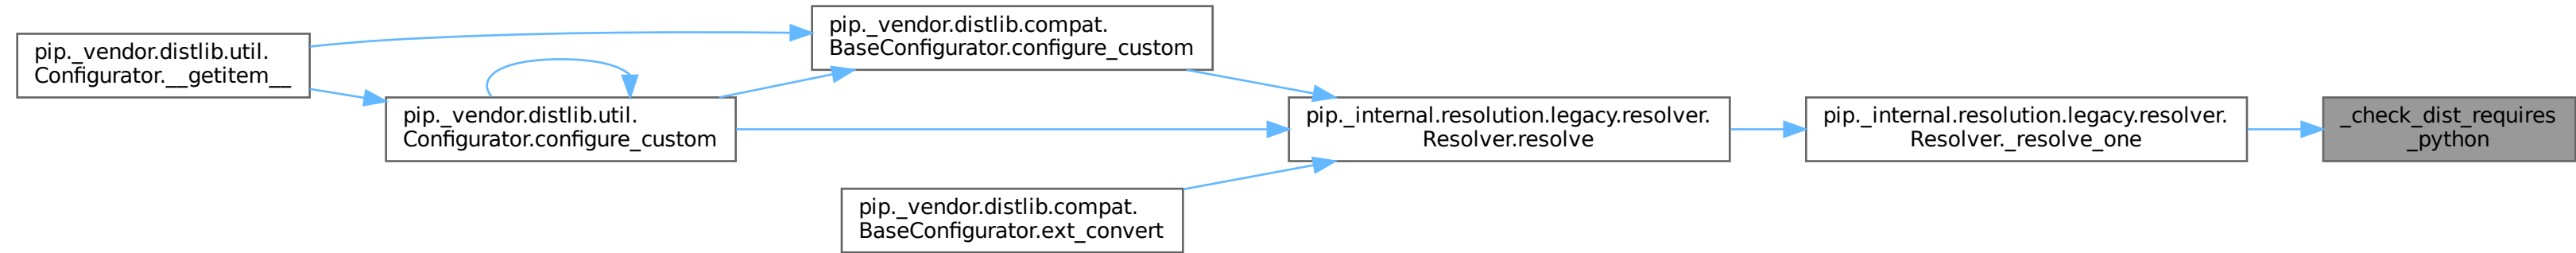 pip._vendor.distlib.util.
Configurator.__getitem__
pip._vendor.distlib.util.
Configurator.configure_custom
pip._vendor.distlib.compat.
BaseConfigurator.configure_custom
pip._vendor.distlib.compat.
BaseConfigurator.ext_convert
pip._internal.resolution.legacy.resolver.
Resolver.resolve
pip._internal.resolution.legacy.resolver.
Resolver._resolve_one
_check_dist_requires
_python